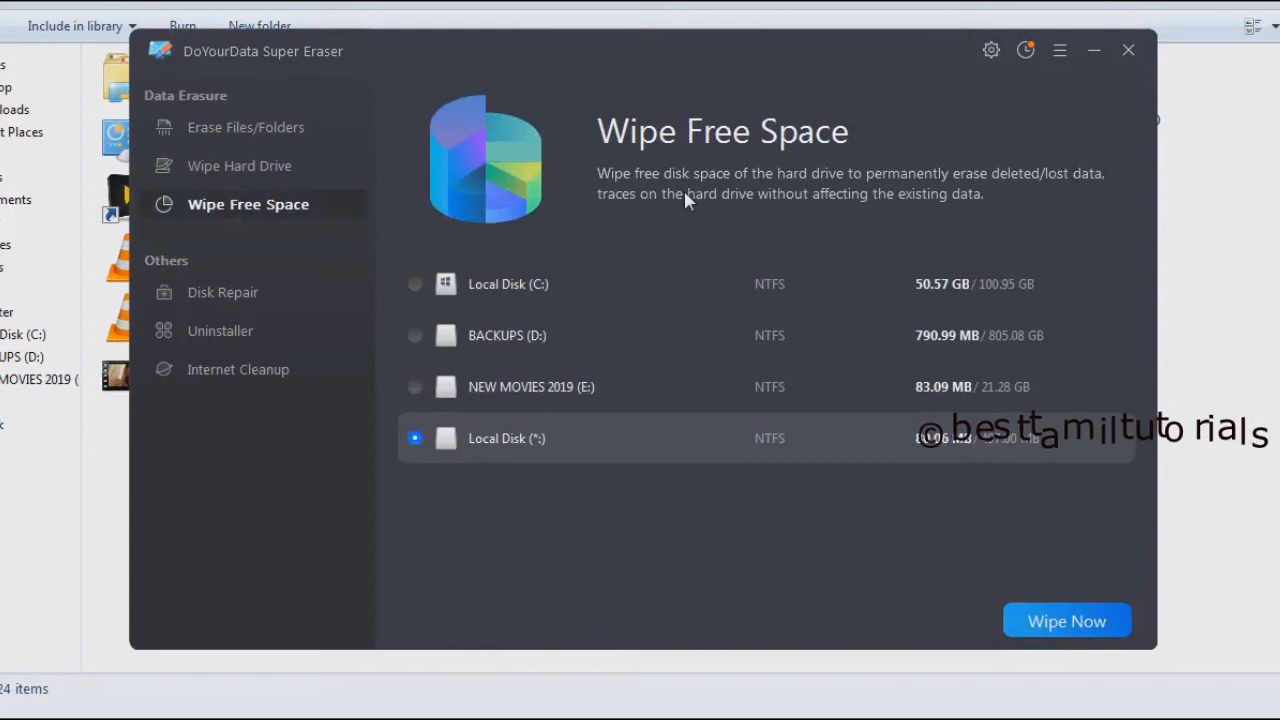 Include in library
Burn
New folder
DoYourData Super Eraser
Data Erasure
Erase Files/Folders
Wipe Hard Drive
Wipe Free Space
Others
Disk Repair
Uninstaller
Internet Cleanup
Wipe Free Space
Wipe free disk space of the hard drive to permanently erase deleted/lost data,
traces on the hard drive without affecting the existing data.
Local Disk (C:) NTFS 50.57 GB / 100.95 GB
BACKUPS (D:) NTFS 790.99 MB / 805.08 GB
NEW MOVIES 2019 (E:) NTFS 83.09 MB / 21.28 GB
Local Disk (*:) NTFS
© besttamiltutorials
Wipe Now
Places
Disk (C:)
(D:)
MOVIES 2019 (
24 items